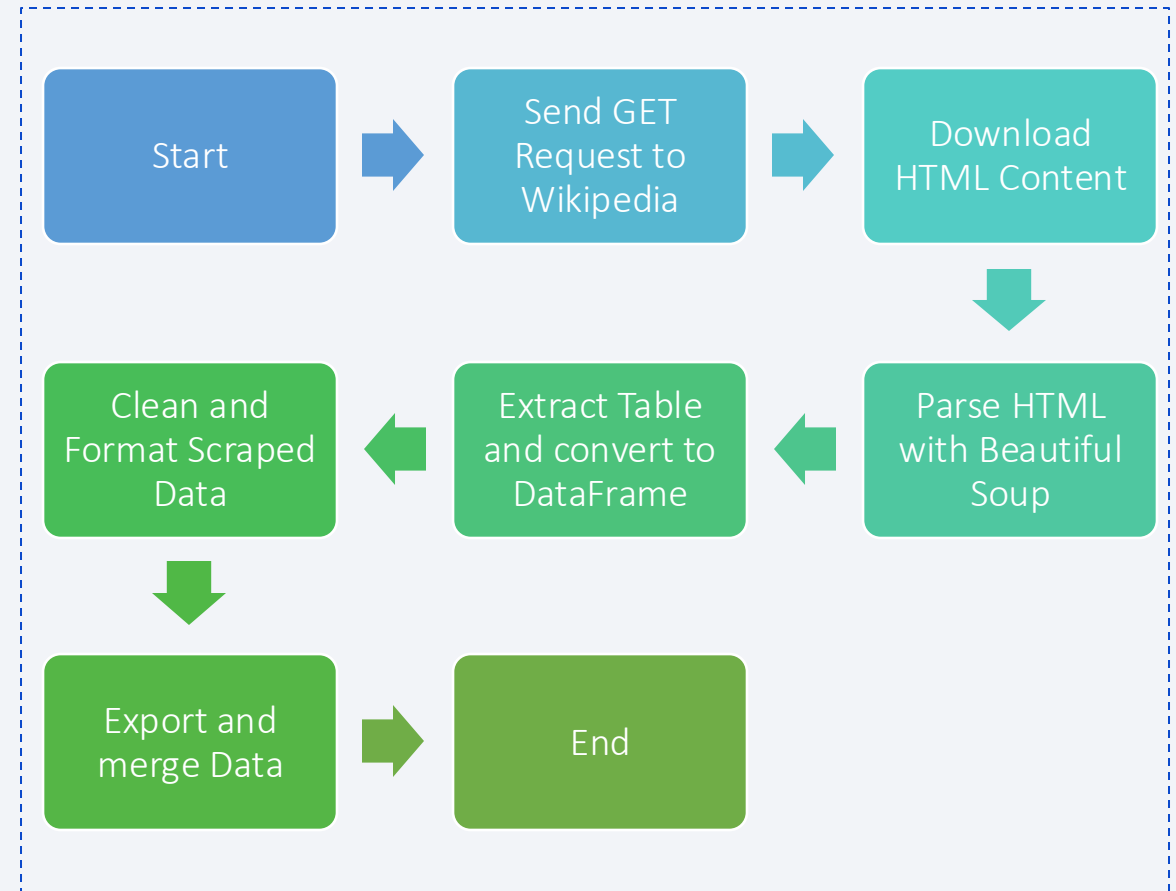 Start
Send GET
Request to
Wikipedia
Download
HTML Content
Parse HTML
with Beautiful
Soup
Extract Table
and convert to
DataFrame
Clean and
Format Scraped
Data
Export and
merge Data
End